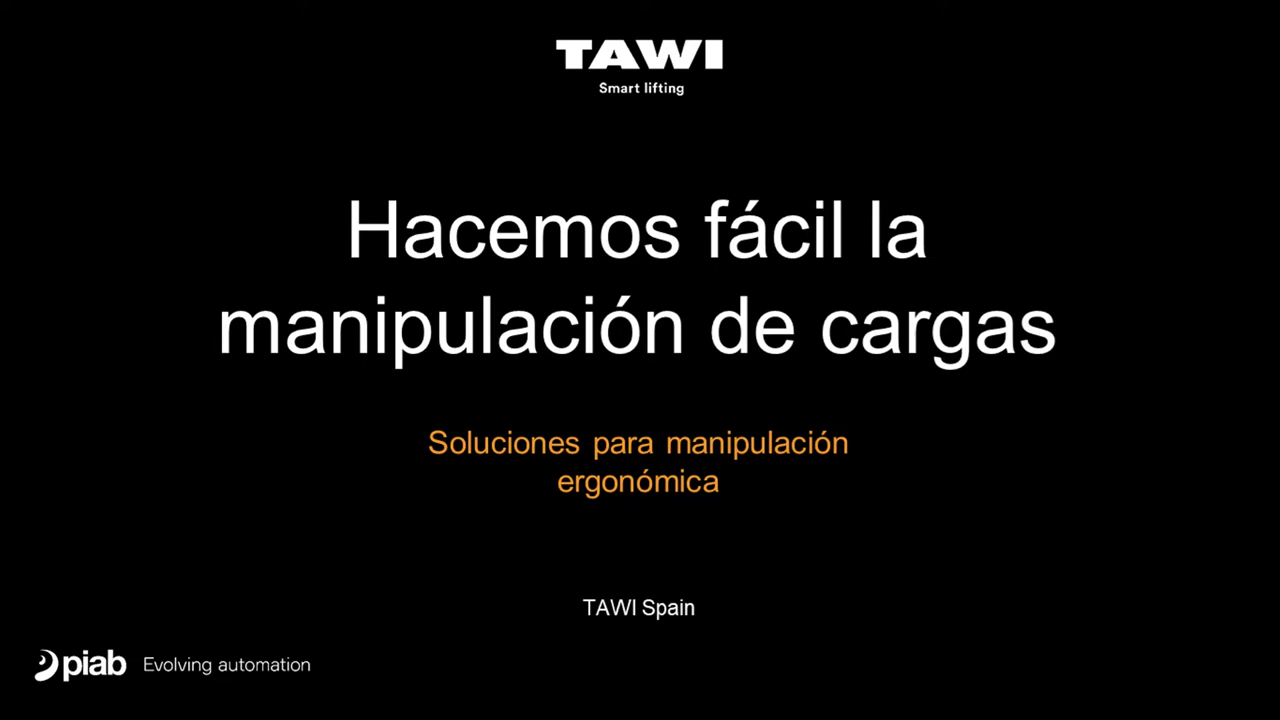 TAWI
Smart lifting
Hacemos fácil la
manipulación de cargas
Soluciones para manipulación
ergonómica
TAWI Spain
piab Evolving automation